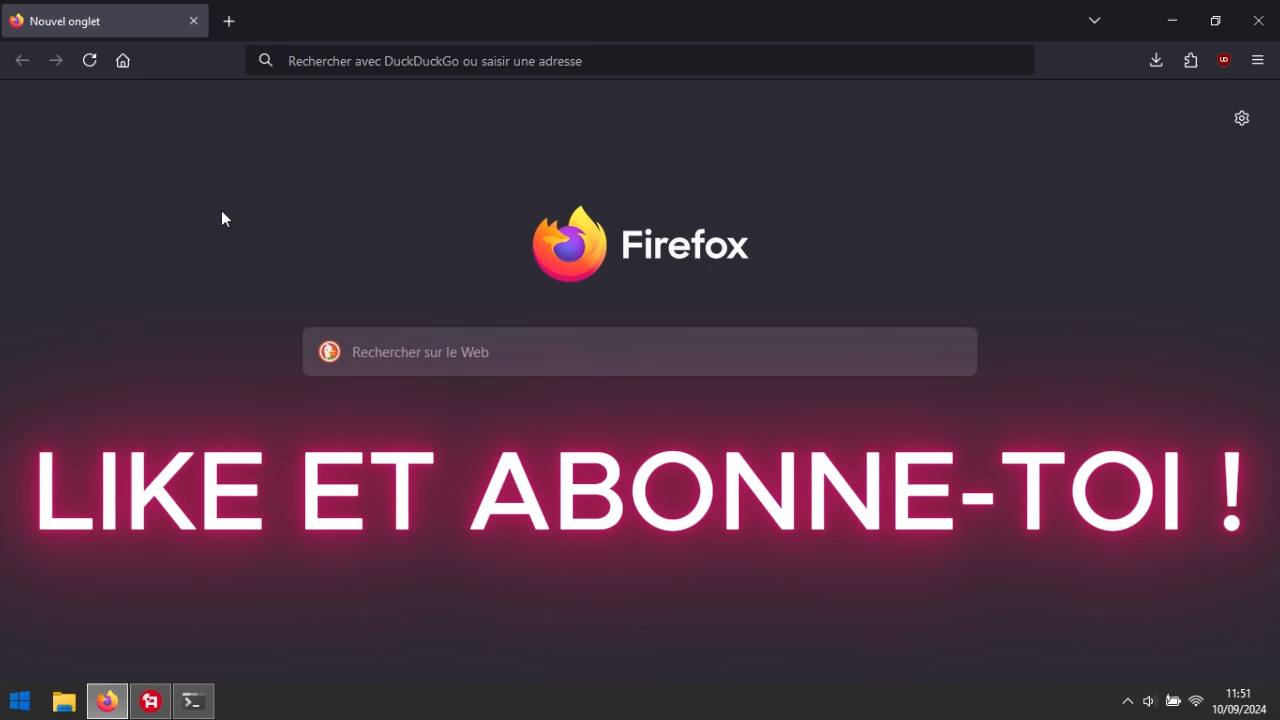 Nouvel onglet
Rechercher avec DuckDuckGo ou saisir une adresse
Firefox
Rechercher sur le Web
LIKE ET ABONNE-TOI !
11:51
10/09/2024